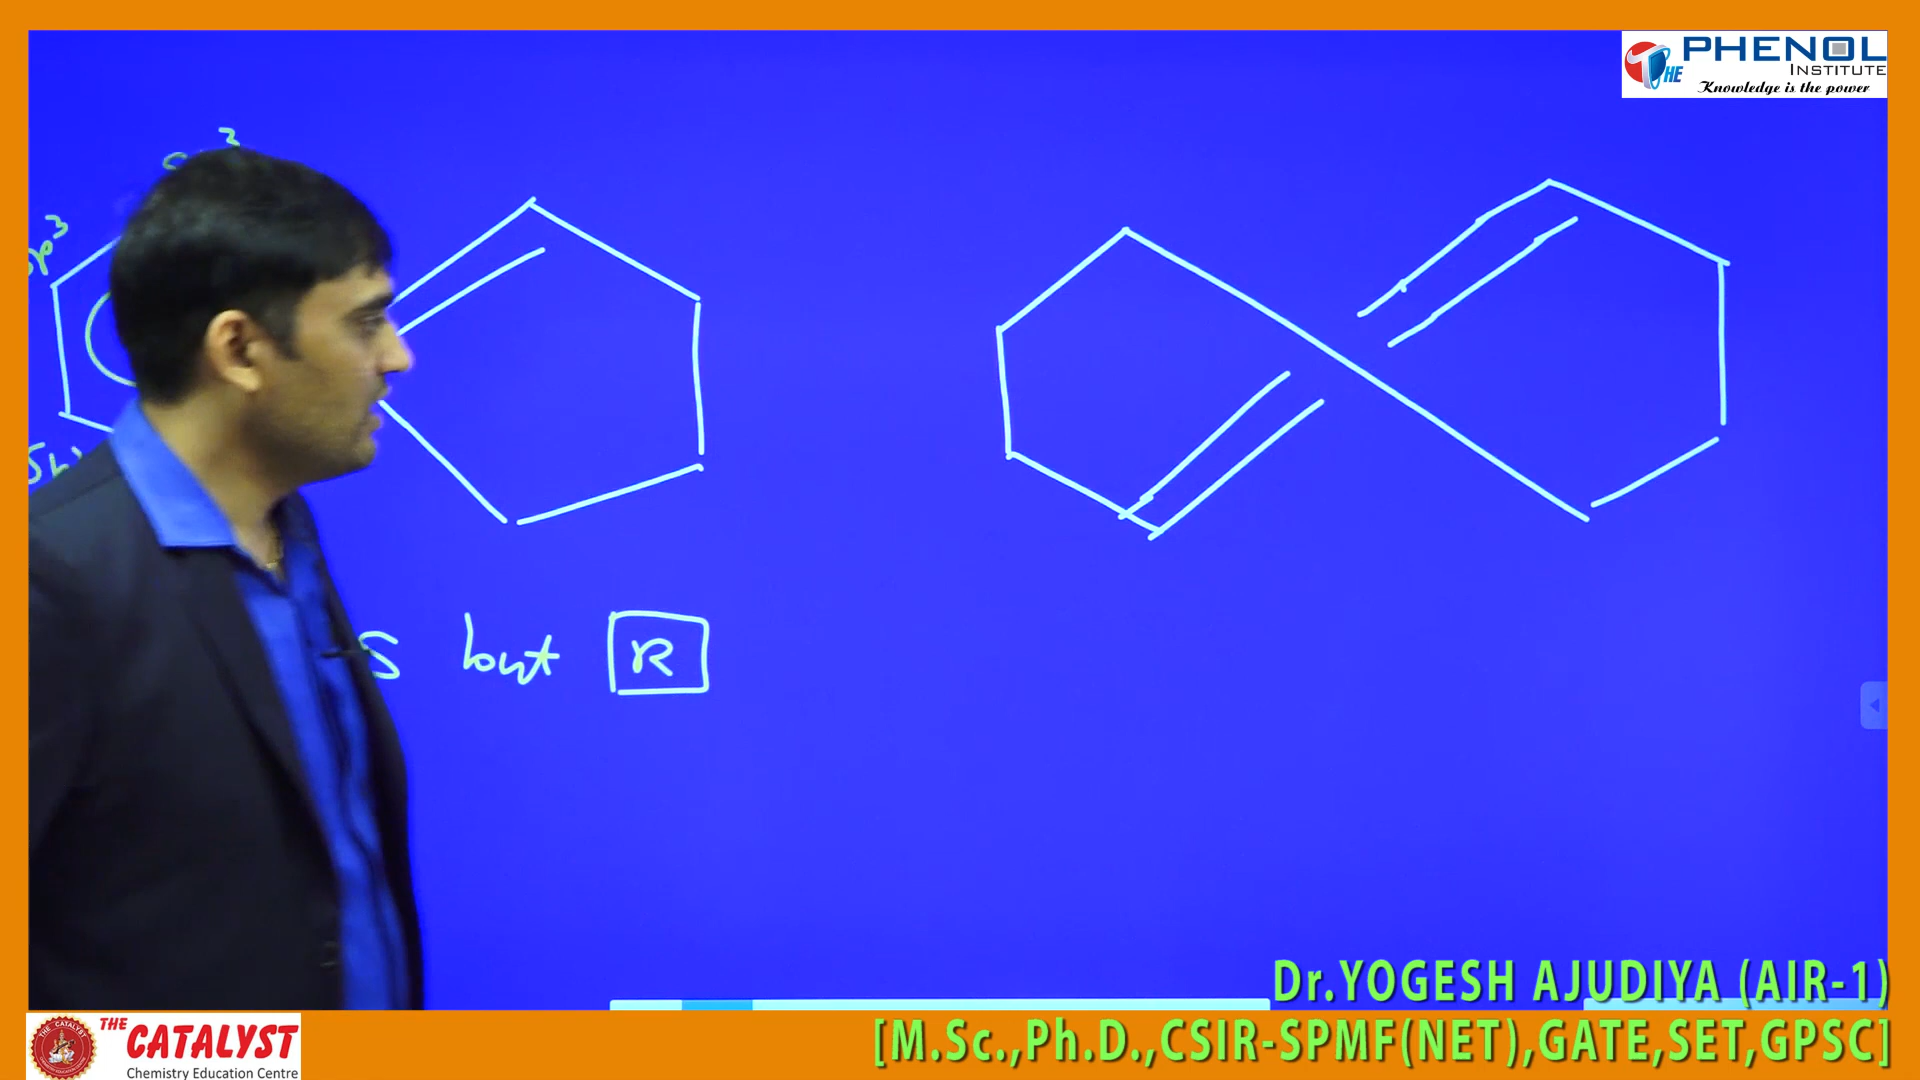 THE
PHENOL
INSTITUTE
Knowledge is the power
S but R
Dr.YOGESH AJUDIYA (AIR-1)
[M.Sc.,Ph.D.,CSIR-SPMF(NET),GATE,SET,GPSC]
THE CATALYST
Chemistry Education Centre